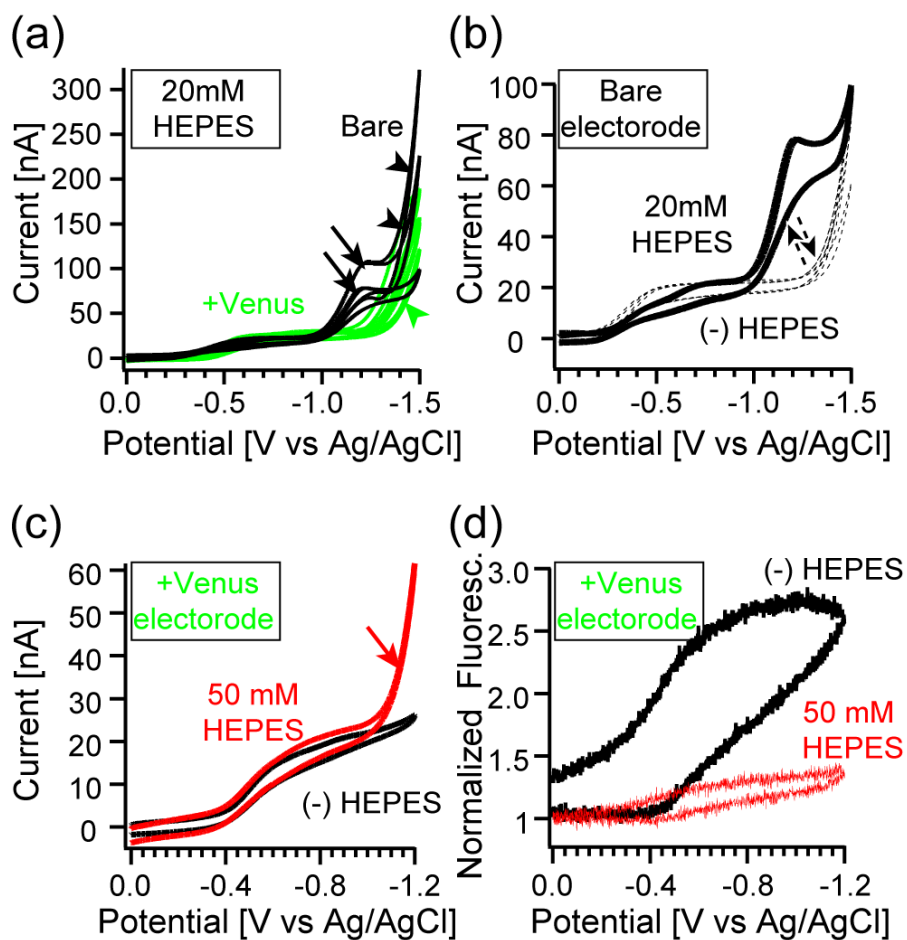 (a)
20mM
HEPES
Bare
+Venus
Current [nA]
300
250
200
150
100
50
0
0.0
-0.5
-1.0
-1.5
Potential [V vs Ag/AgCl]
(b)
Bare
electorode
20mM
HEPES
(-) HEPES
Current [nA]
100
80
60
40
20
0
0.0
-0.5
-1.0
-1.5
Potential [V vs Ag/AgCl]
(c)
+Venus
electorode
50 mM
HEPES
(-) HEPES
Current [nA]
60
50
40
30
20
10
0
0.0
-0.4
-0.8
-1.2
Potential [V vs Ag/AgCl]
(d)
+Venus
electorode
(-) HEPES
50 mM
HEPES
Normalized Fluoresc.
3.0
2.5
2.0
1.5
1
0.0
-0.4
-0.8
-1.2
Potential [V vs Ag/AgCl]